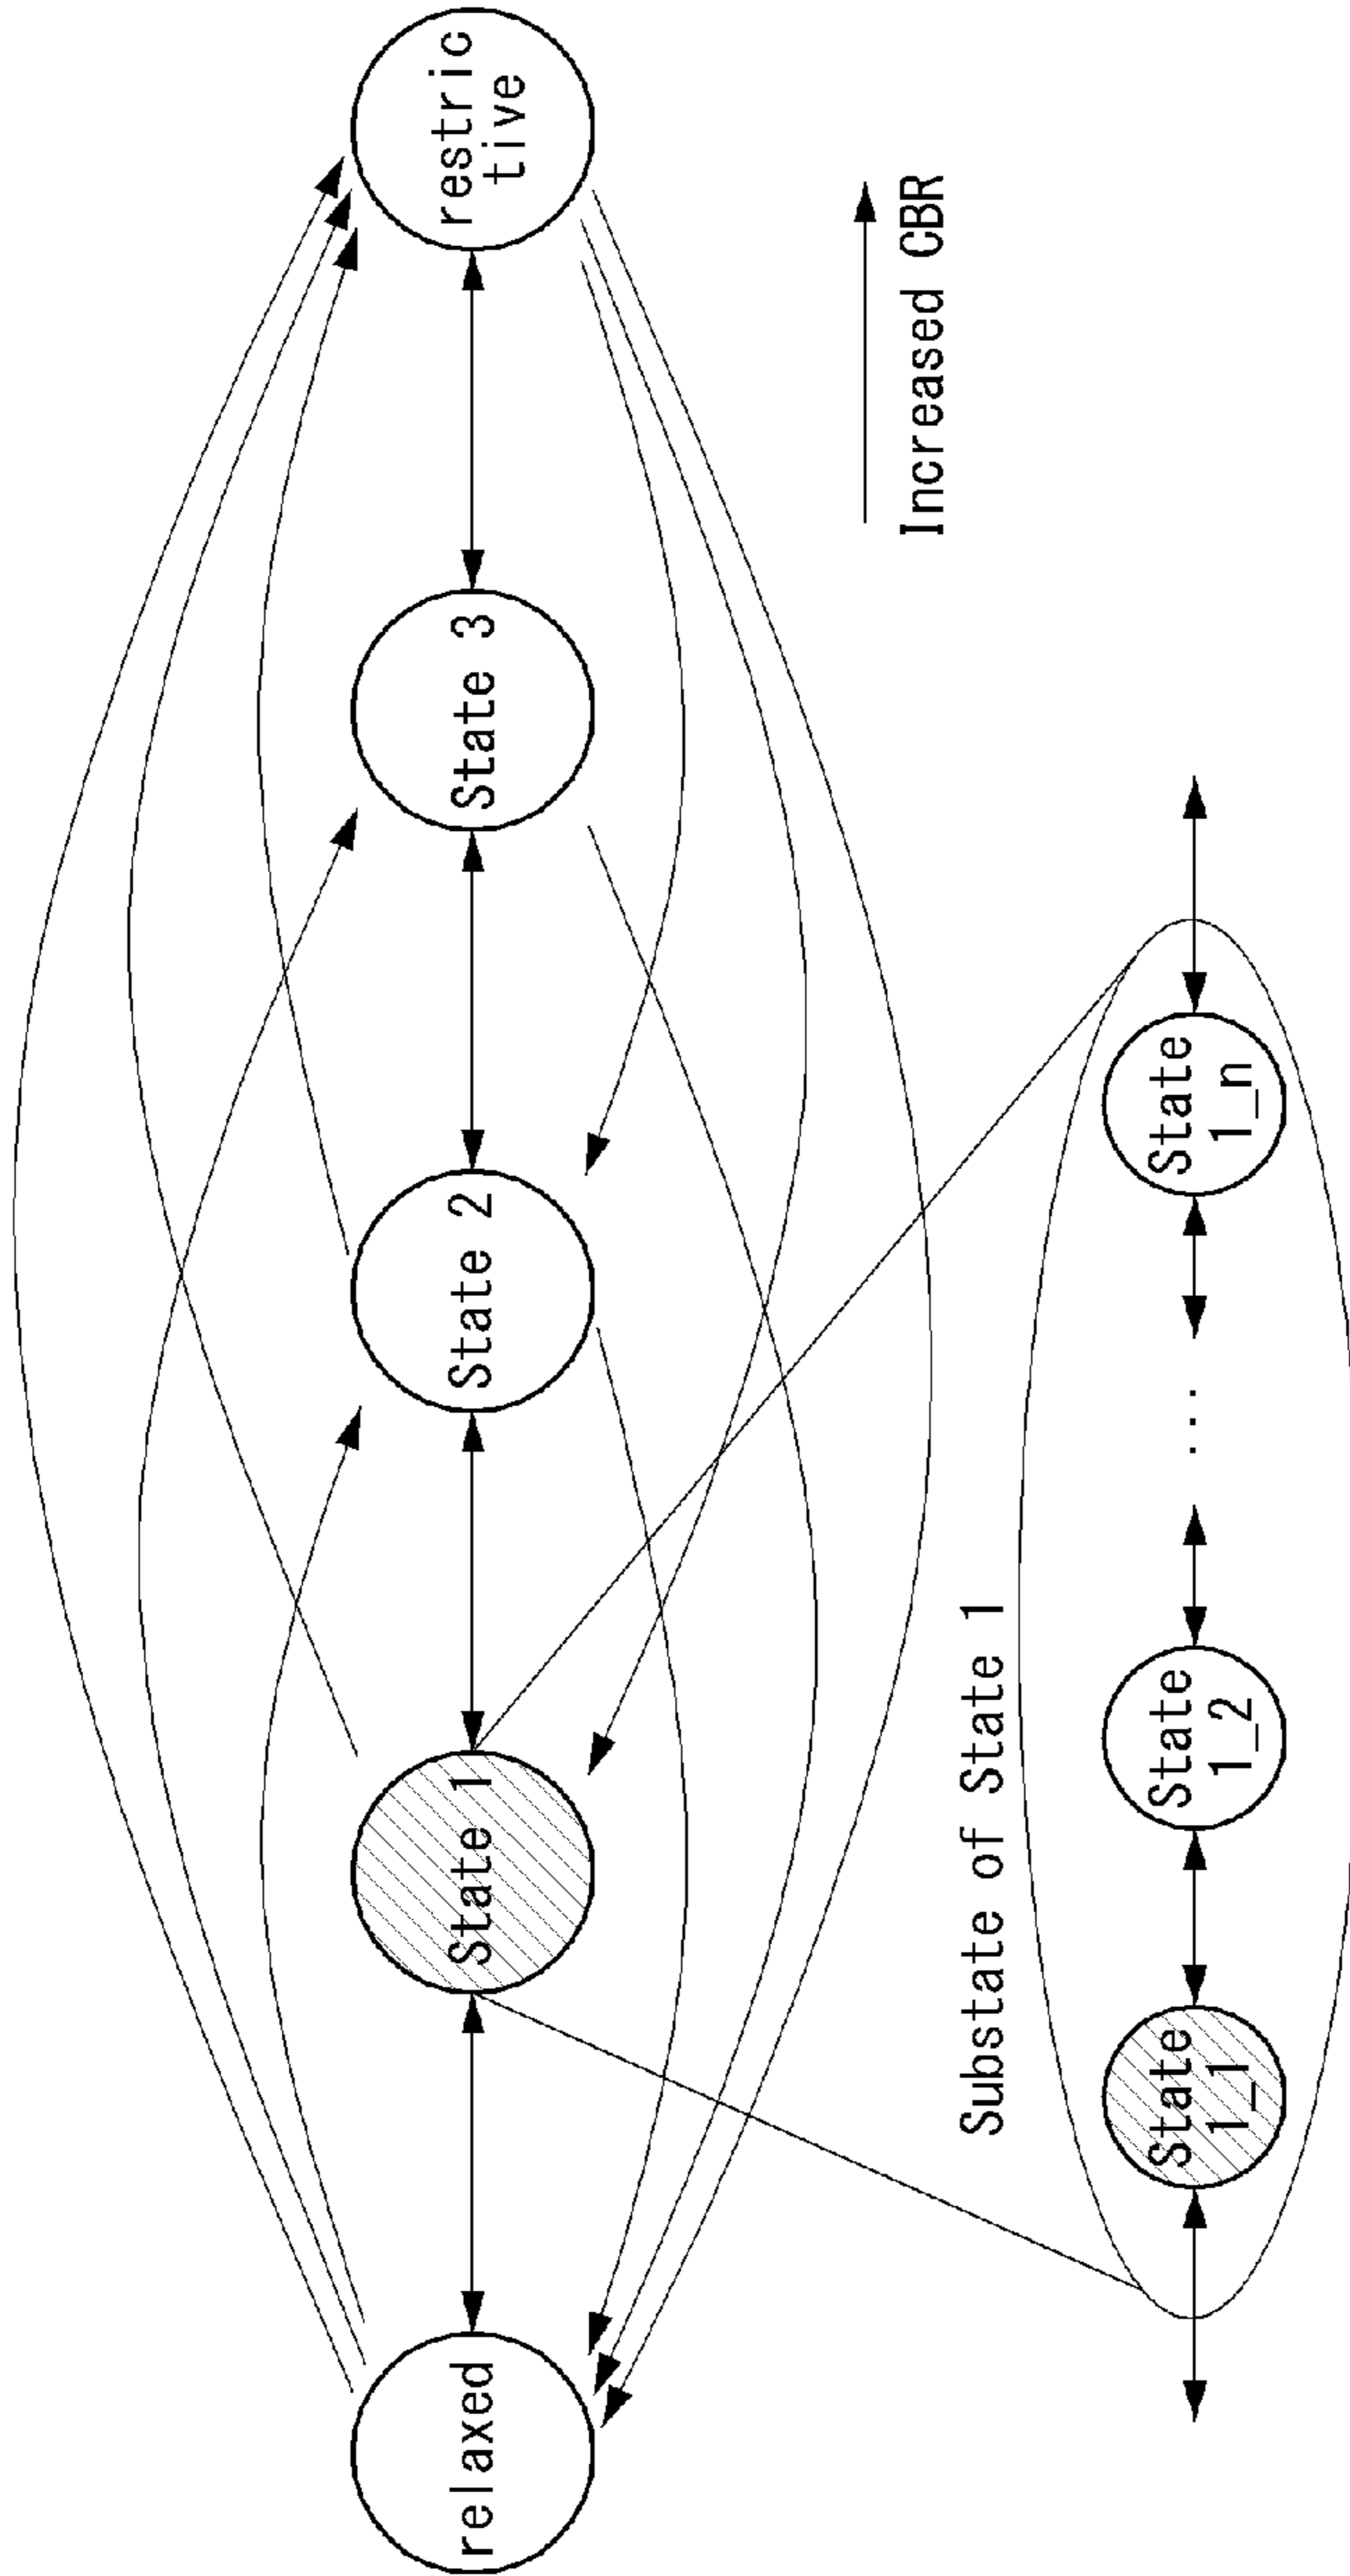 relaxed
State 1
State 2
State 3
restric
tive
Increased CBR
Substate of State 1
State
1_1
State
1_2
...
State
1_n